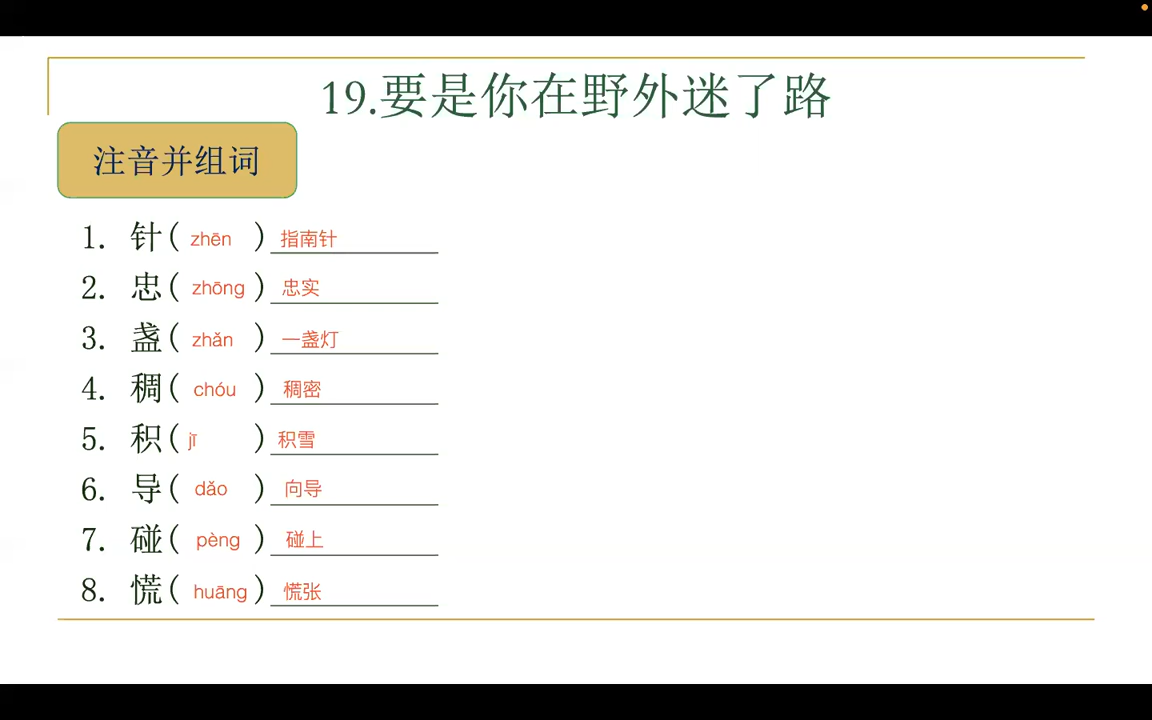 19.要是你在野外迷了路
注音并组词
1. 针( zhēn ) 指南针
2. 忠( zhōng ) 忠实
3. 盏( zhǎn ) 一盏灯
4. 稠( chóu ) 稠密
5. 积( jī ) 积雪
6. 导( dǎo ) 向导
7. 碰( pèng ) 碰上
8. 慌( huāng ) 慌张